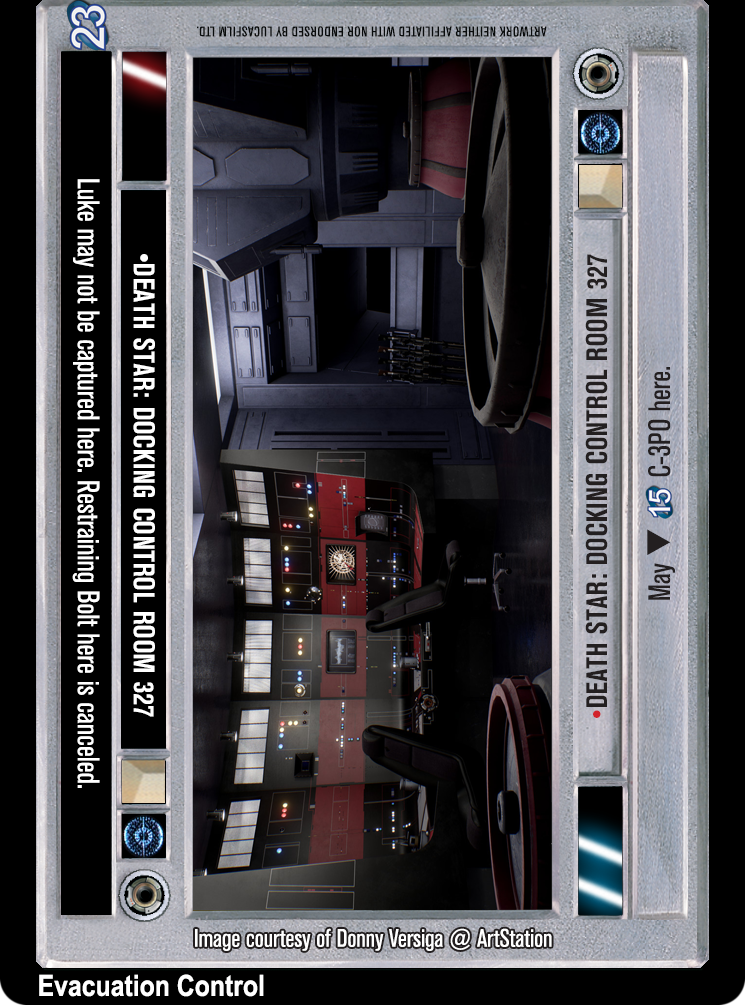 23
ARTWORK NEITHER AFFILIATED WITH NOR ENDORSED BY LUCASFILM LTD.
Luke may not be captured here. Restraining Bolt here is canceled.
•DEATH STAR: DOCKING CONTROL ROOM 327
•DEATH STAR: DOCKING CONTROL ROOM 327
May ▼ 15 C-3PO here.
Image courtesy of Donny Versiga @ ArtStation
Evacuation Control